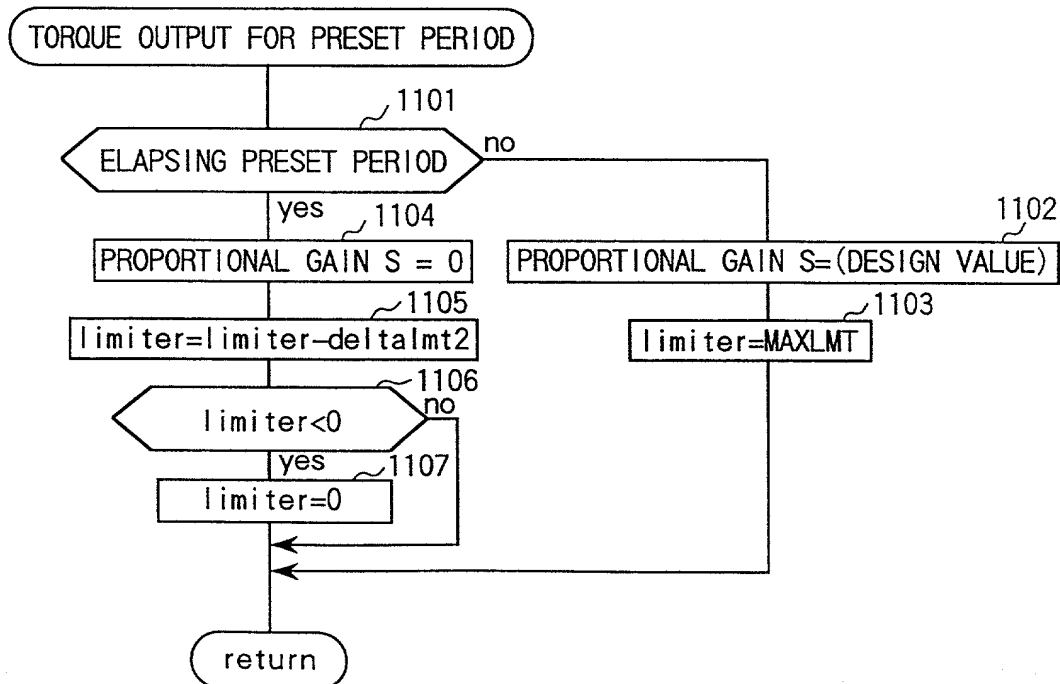 TORQUE OUTPUT FOR PRESET PERIOD
1101
ELAPSING PRESET PERIOD
no
yes
1104
PROPORTIONAL GAIN S = 0
1102
PROPORTIONAL GAIN S=(DESIGN VALUE)
1105
limiter=limiter-deltalmt2
1103
limiter=MAXLMT
1106
limiter<0
no
yes
1107
limiter=0
return